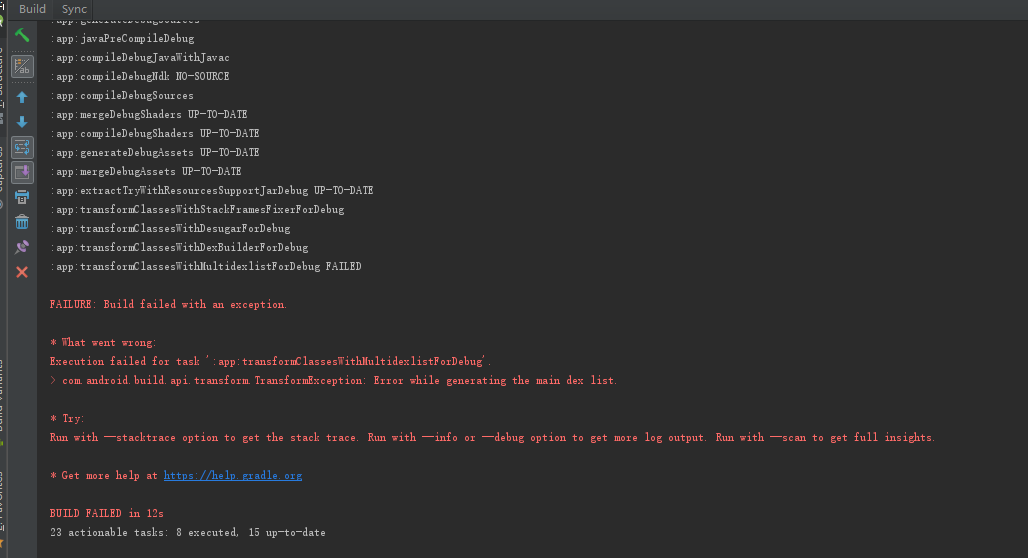 Build Sync
:app:generateDebugSources
:app:javaPreCompileDebug
:app:compileDebugJavaWithJavac
:app:compileDebugNdk NO-SOURCE
:app:compileDebugSources
:app:mergeDebugShaders UP-TO-DATE
:app:compileDebugShaders UP-TO-DATE
:app:generateDebugAssets UP-TO-DATE
:app:mergeDebugAssets UP-TO-DATE
:app:extractTryWithResourcesSupportJarDebug UP-TO-DATE
:app:transformClassesWithStackFramesFixerForDebug
:app:transformClassesWithDesugarForDebug
:app:transformClassesWithDexBuilderForDebug
:app:transformClassesWithMultidexlistForDebug FAILED
FAILURE: Build failed with an exception.
* What went wrong:
Execution failed for task ':app:transformClassesWithMultidexlistForDebug'.
> com.android.build.api.transform.TransformException: Error while generating the main dex list.
* Try:
Run with --stacktrace option to get the stack trace. Run with --info or --debug option to get more log output. Run with --scan to get full insights.
* Get more help at https://help.gradle.org
BUILD FAILED in 12s
23 actionable tasks: 8 executed, 15 up-to-date